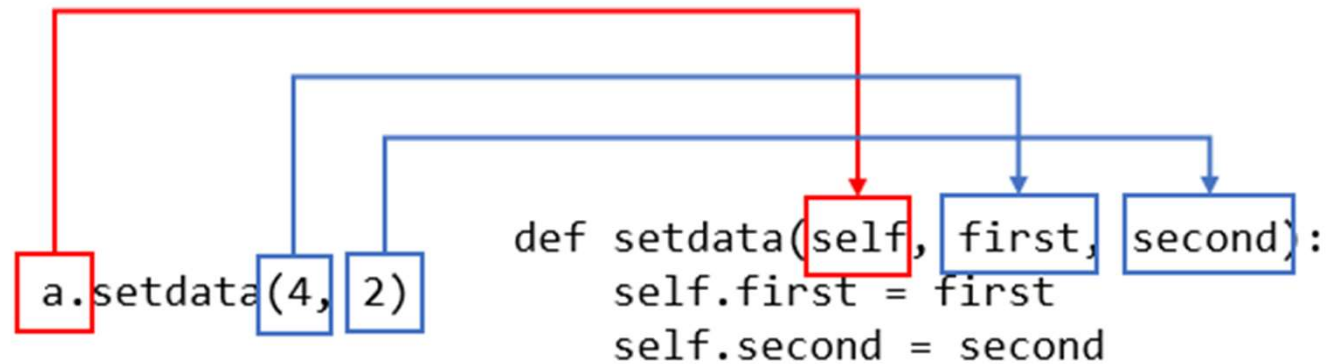 a.setdata(4, 2)
def setdata(self, first, second):
    self.first = first
    self.second = second